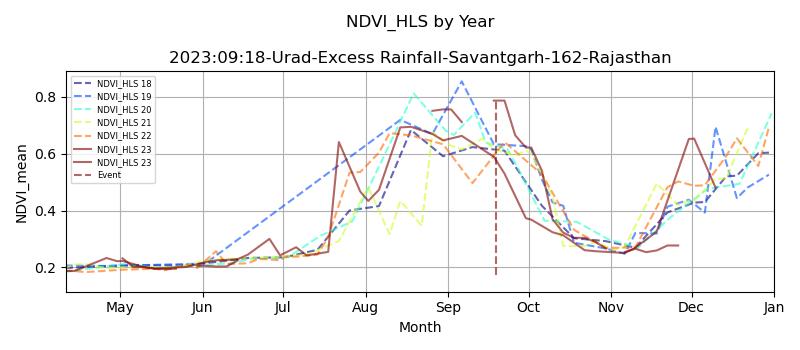 NDVI_HLS by Year
2023:09:18-Urad-Excess Rainfall-Savantgarh-162-Rajasthan
NDVI_HLS 18
NDVI_HLS 19
NDVI_HLS 20
NDVI_HLS 21
NDVI_HLS 22
NDVI_HLS 23
NDVI_HLS 23
Event
NDVI_mean
0.8
0.6
0.4
0.2
May Jun Jul Aug Sep Oct Nov Dec Jan
Month